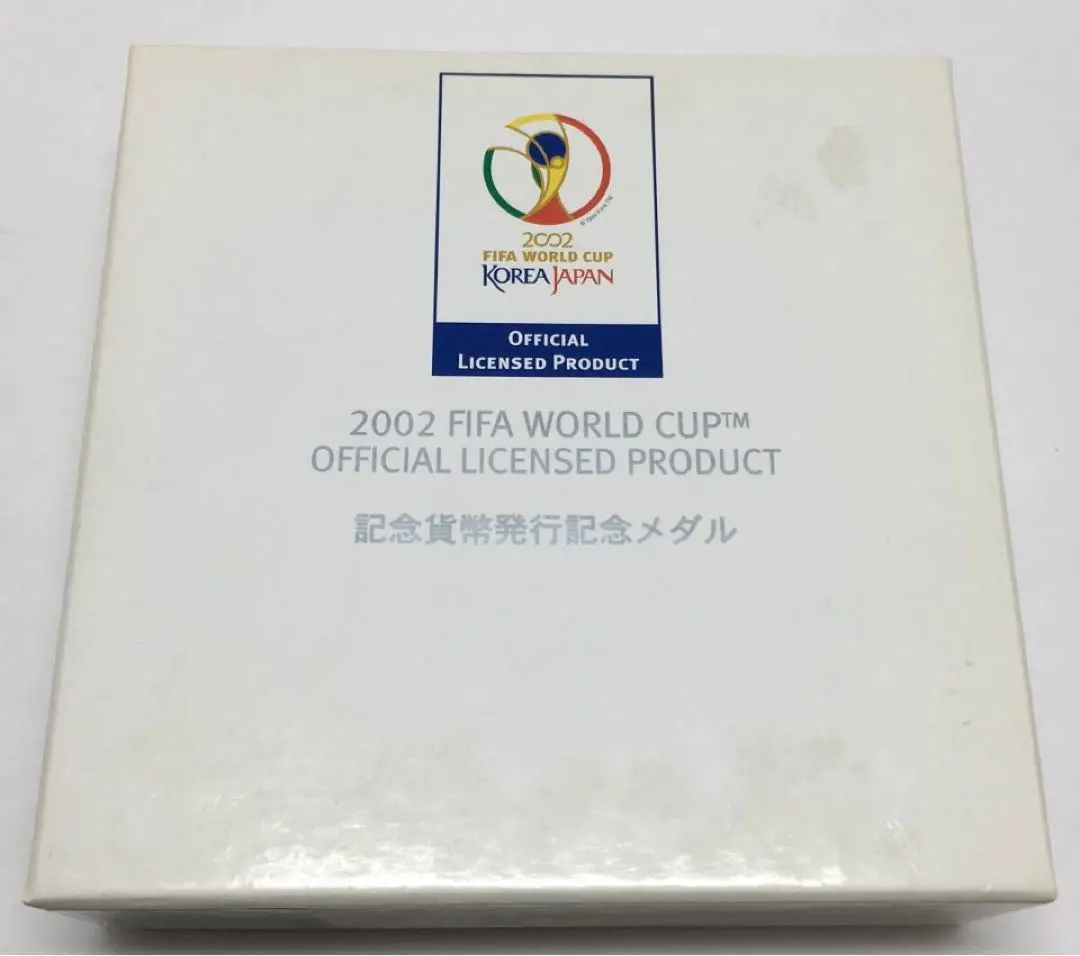 2002
FIFA WORLD CUP
KOREA JAPAN
OFFICIAL
LICENSED PRODUCT
2002 FIFA WORLD CUP™
OFFICIAL LICENSED PRODUCT
記念貨幣発行記念メダル